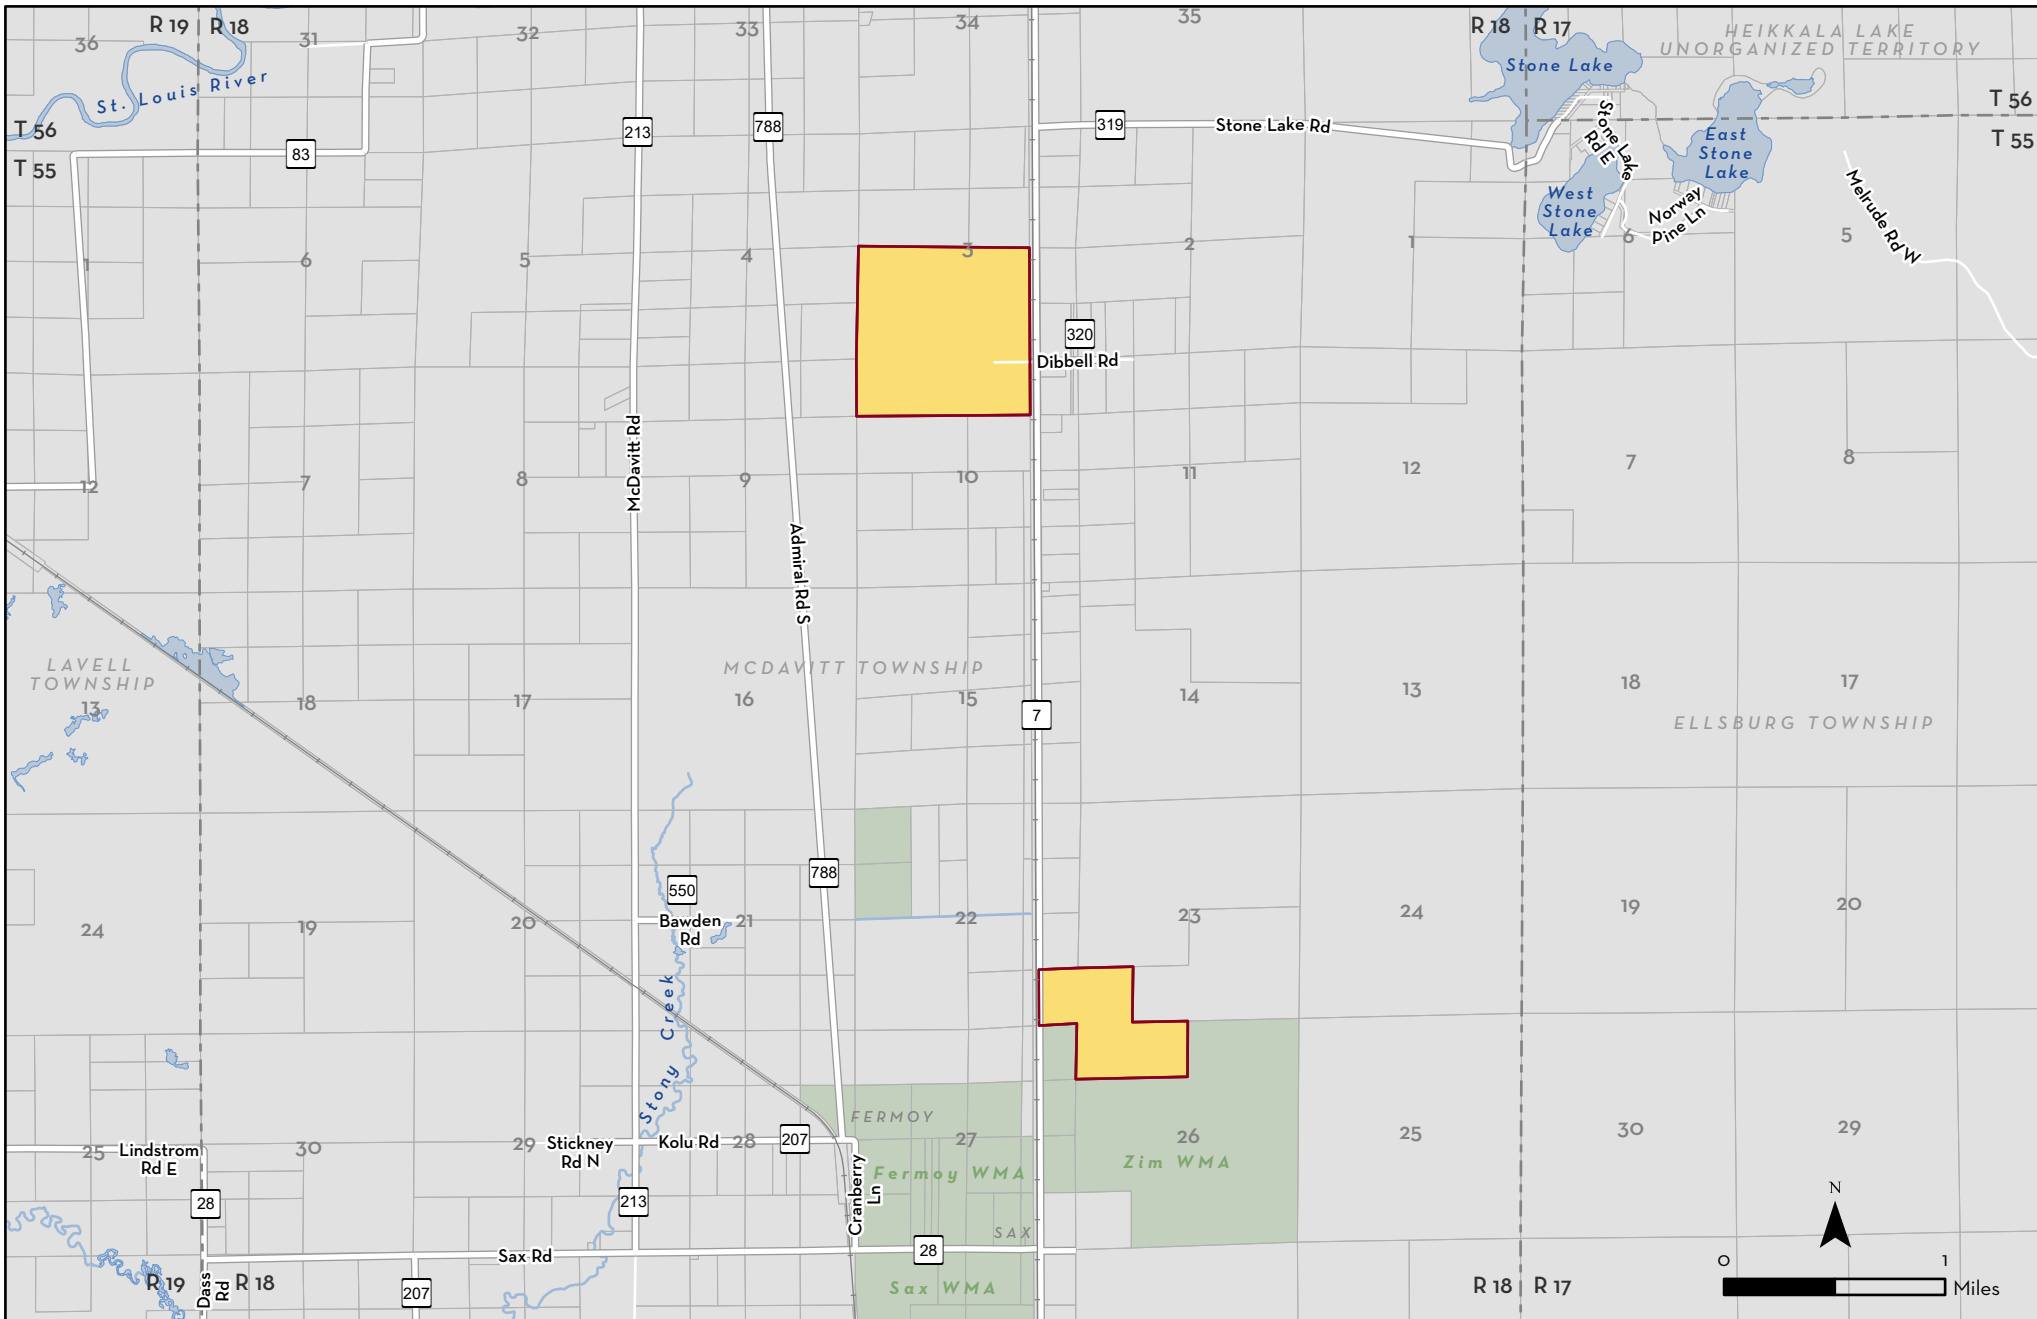 36
R 19
R 18
31
32
33
34
35
R 18
R 17
HEIKKALA LAKE
UNORGANIZED TERRITORY
St. Louis River
Stone Lake
T 56
T 55
T 56
T 55
83
213
788
319
Stone Lake Rd
Stone Lake
Rd E
East
Stone
Lake
West
Stone
Lake
Norway
Pine Ln
Melrude Rd W
1
6
5
4
3
2
1
6
5
320
Dibbell Rd
McDavitt Rd
Admiral Rd S
12
7
8
9
10
11
12
7
8
LAVELL
TOWNSHIP
13
18
17
MCDAVITT TOWNSHIP
16
15
7
14
13
18
17
ELLSBURG TOWNSHIP
788
550
Bawden
Rd
24
19
20
21
22
23
24
19
20
Stony Creek
FERMOY
25
Lindstrom
Rd E
30
29
Stickney
Rd N
Kolu Rd
28
207
27
26
25
30
29
Fermoy WMA
Zim WMA
Cranberry
Ln
28
213
SAX
Sax Rd
28
R 19
R 18
Dass
Rd
207
Sax WMA
R 18
R 17
N
0
1
Miles